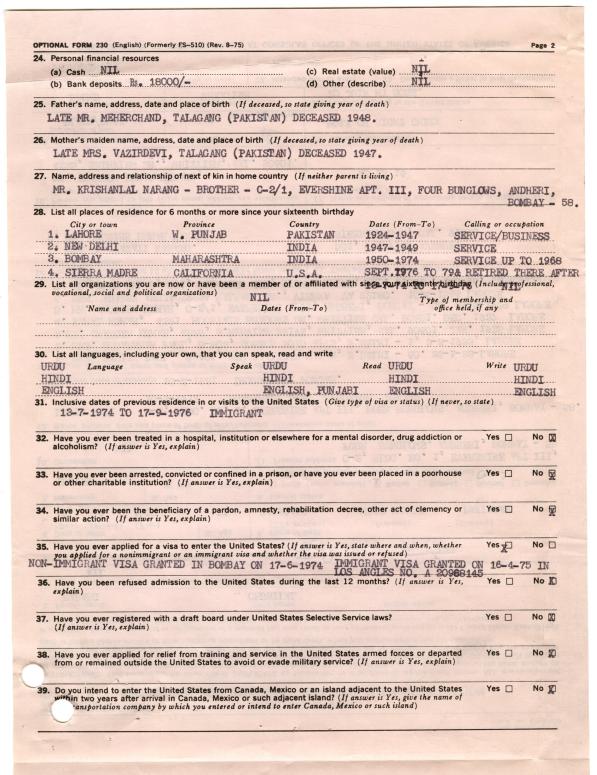 OPTIONAL FORM 230 (English) (Formerly FS-510) (Rev. 8-75) Page 2
24. Personal financial resources
(a) Cash NIL (c) Real estate (value) NIL
(b) Bank deposits Rs. 18000/- (d) Other (describe) NIL
25. Father's name, address, date and place of birth (If deceased, so state giving year of death)
LATE MR. MEHERCHAND, TALAGANG (PAKISTAN) DECEASED 1948.
26. Mother's maiden name, address, date and place of birth (If deceased, so state giving year of death)
LATE MRS. VAZIRDEVI, TALAGANG (PAKISTAN) DECEASED 1947.
27. Name, address and relationship of next of kin in home country (If neither parent is living)
MR. KRISHANLAL NARANG - BROTHER - C-2/1, EVERSHINE APT. III, FOUR BUNGLOWS, ANDHERI,
BOMBAY - 58.
28. List all places of residence for 6 months or more since your sixteenth birthday
City or town Province Country Dates (From-To) Calling or occupation
1. LAHORE W. PUNJAB PAKISTAN 1924-1947 SERVICE/BUSINESS
2. NEW DELHI INDIA 1947-1949 SERVICE
3. BOMBAY MAHARASHTRA INDIA 1950-1974 SERVICE UP TO 1968
4. SIERRA MADRE CALIFORNIA U.S.A. SEPT.1976 TO 79& RETIRED THERE AFTER
29. List all organizations you are now or have been a member of or affiliated with since your sixteenth birthday (Include professional, NIL
vocational, social and political organizations) NIL Type of membership and
Name and address Dates (From-To) office held, if any
30. List all languages, including your own, that you can speak, read and write
URDU Language Speak URDU Read URDU Write URDU
HINDI HINDI HINDI HINDI
ENGLISH ENGLISH, PUNJABI ENGLISH ENGLISH
31. Inclusive dates of previous residence in or visits to the United States (Give type of visa or status) (If never, so state)
13-7-1974 TO 17-9-1976 IMMIGRANT
32. Have you ever been treated in a hospital, institution or elsewhere for a mental disorder, drug addiction or Yes No X
alcoholism? (If answer is Yes, explain)
33. Have you ever been arrested, convicted or confined in a prison, or have you ever been placed in a poorhouse Yes No X
or other charitable institution? (If answer is Yes, explain)
34. Have you ever been the beneficiary of a pardon, amnesty, rehabilitation decree, other act of clemency or Yes No X
similar action? (If answer is Yes, explain)
35. Have you ever applied for a visa to enter the United States? (If answer is Yes, state where and when, whether Yes X No
you applied for a nonimmigrant or an immigrant visa and whether the visa was issued or refused)
NON-IMMIGRANT VISA GRANTED IN BOMBAY ON 17-6-1974 IMMIGRANT VISA GRANTED ON 16-4-75 IN
LOS ANGLES NO. A 20988145
36. Have you been refused admission to the United States during the last 12 months? (If answer is Yes, Yes No X
explain)
37. Have you ever registered with a draft board under United States Selective Service laws? Yes No X
(If answer is Yes, explain)
38. Have you ever applied for relief from training and service in the United States armed forces or departed Yes No X
from or remained outside the United States to avoid or evade military service? (If answer is Yes, explain)
39. Do you intend to enter the United States from Canada, Mexico or an island adjacent to the United States Yes No X
within two years after arrival in Canada, Mexico or such adjacent island? (If answer is Yes, give the name of
transportation company by which you entered or intend to enter Canada, Mexico or such island)